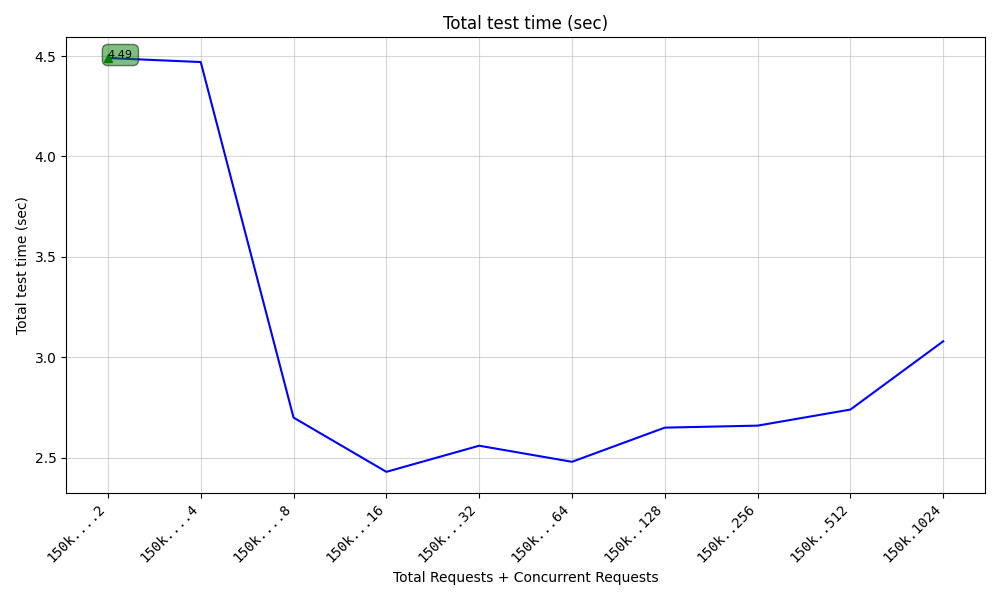 Total test time (sec)
4.49
4.5
4.0
3.5
3.0
2.5
Total test time (sec)
150k....2
150k....4
150k....8
150k...16
150k...32
150k...64
150k..128
150k..256
150k..512
150k.1024
Total Requests + Concurrent Requests